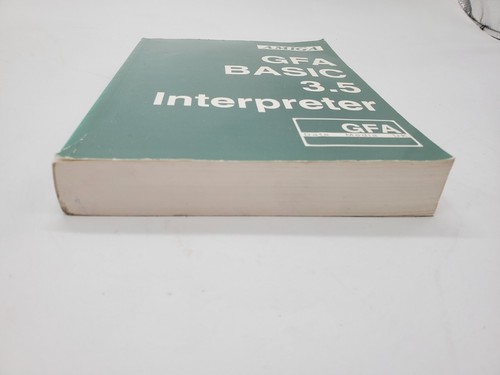 AMIGA
GFA
BASIC
3.5
Interpreter
GFA